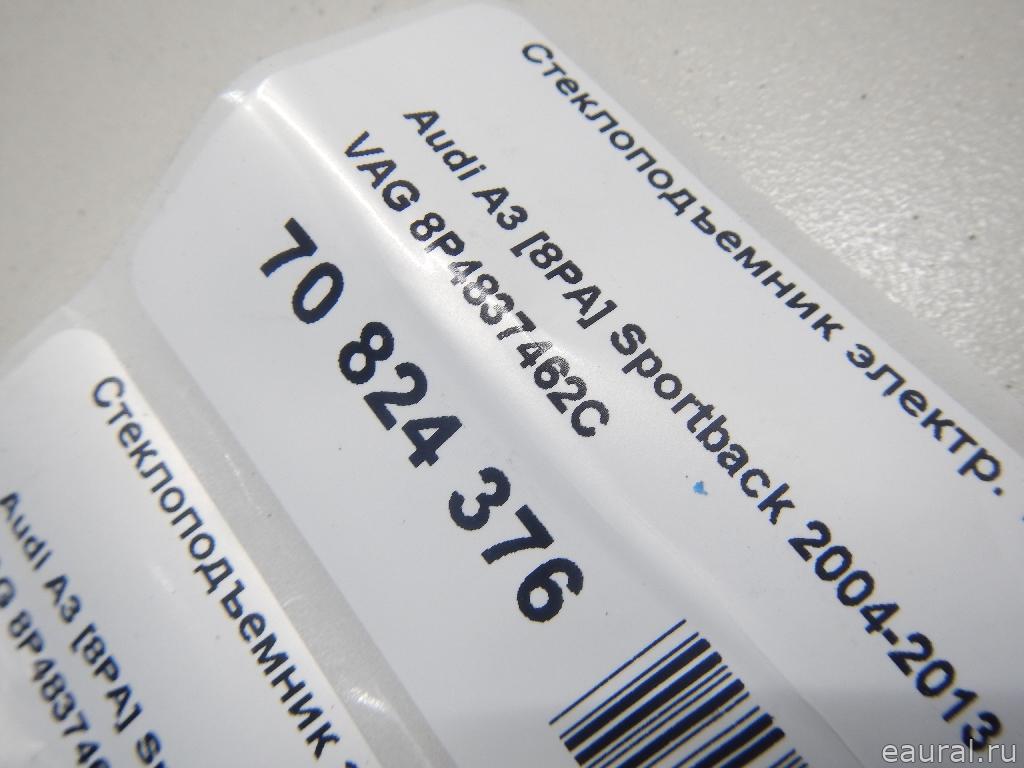 Стеклоподъемник электр.
Audi A3 [8PA] Sportback 2004-2013
VAG 8P4837462C
70 824 376
Стеклоподъемник
Audi A3 [8PA]
8P483746
eaural.ru